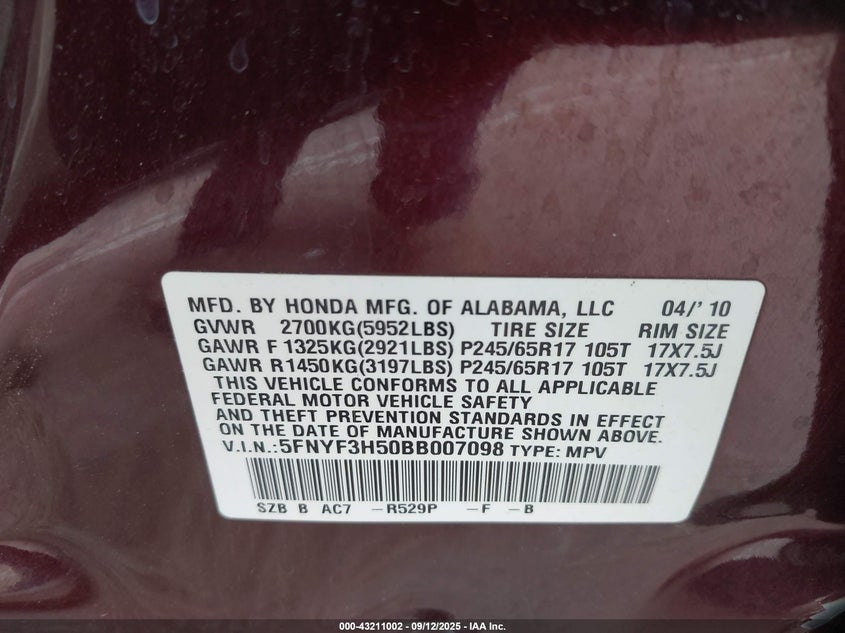 MFD. BY HONDA MFG. OF ALABAMA, LLC 04/' 10
GVWR 2700KG(5952LBS) TIRE SIZE RIM SIZE
GAWR F 1325KG(2921LBS) P245/65R17 105T 17X7.5J
GAWR R 1450KG(3197LBS) P245/65R17 105T 17X7.5J
THIS VEHICLE CONFORMS TO ALL APPLICABLE
FEDERAL MOTOR VEHICLE SAFETY
AND THEFT PREVENTION STANDARDS IN EFFECT
ON THE DATE OF MANUFACTURE SHOWN ABOVE.
V.I.N.:5FNYF3H50BB007098 TYPE: MPV
SZB B AC7 -R529P -F -B
000-43211002 - 09/12/2025 - IAA Inc.